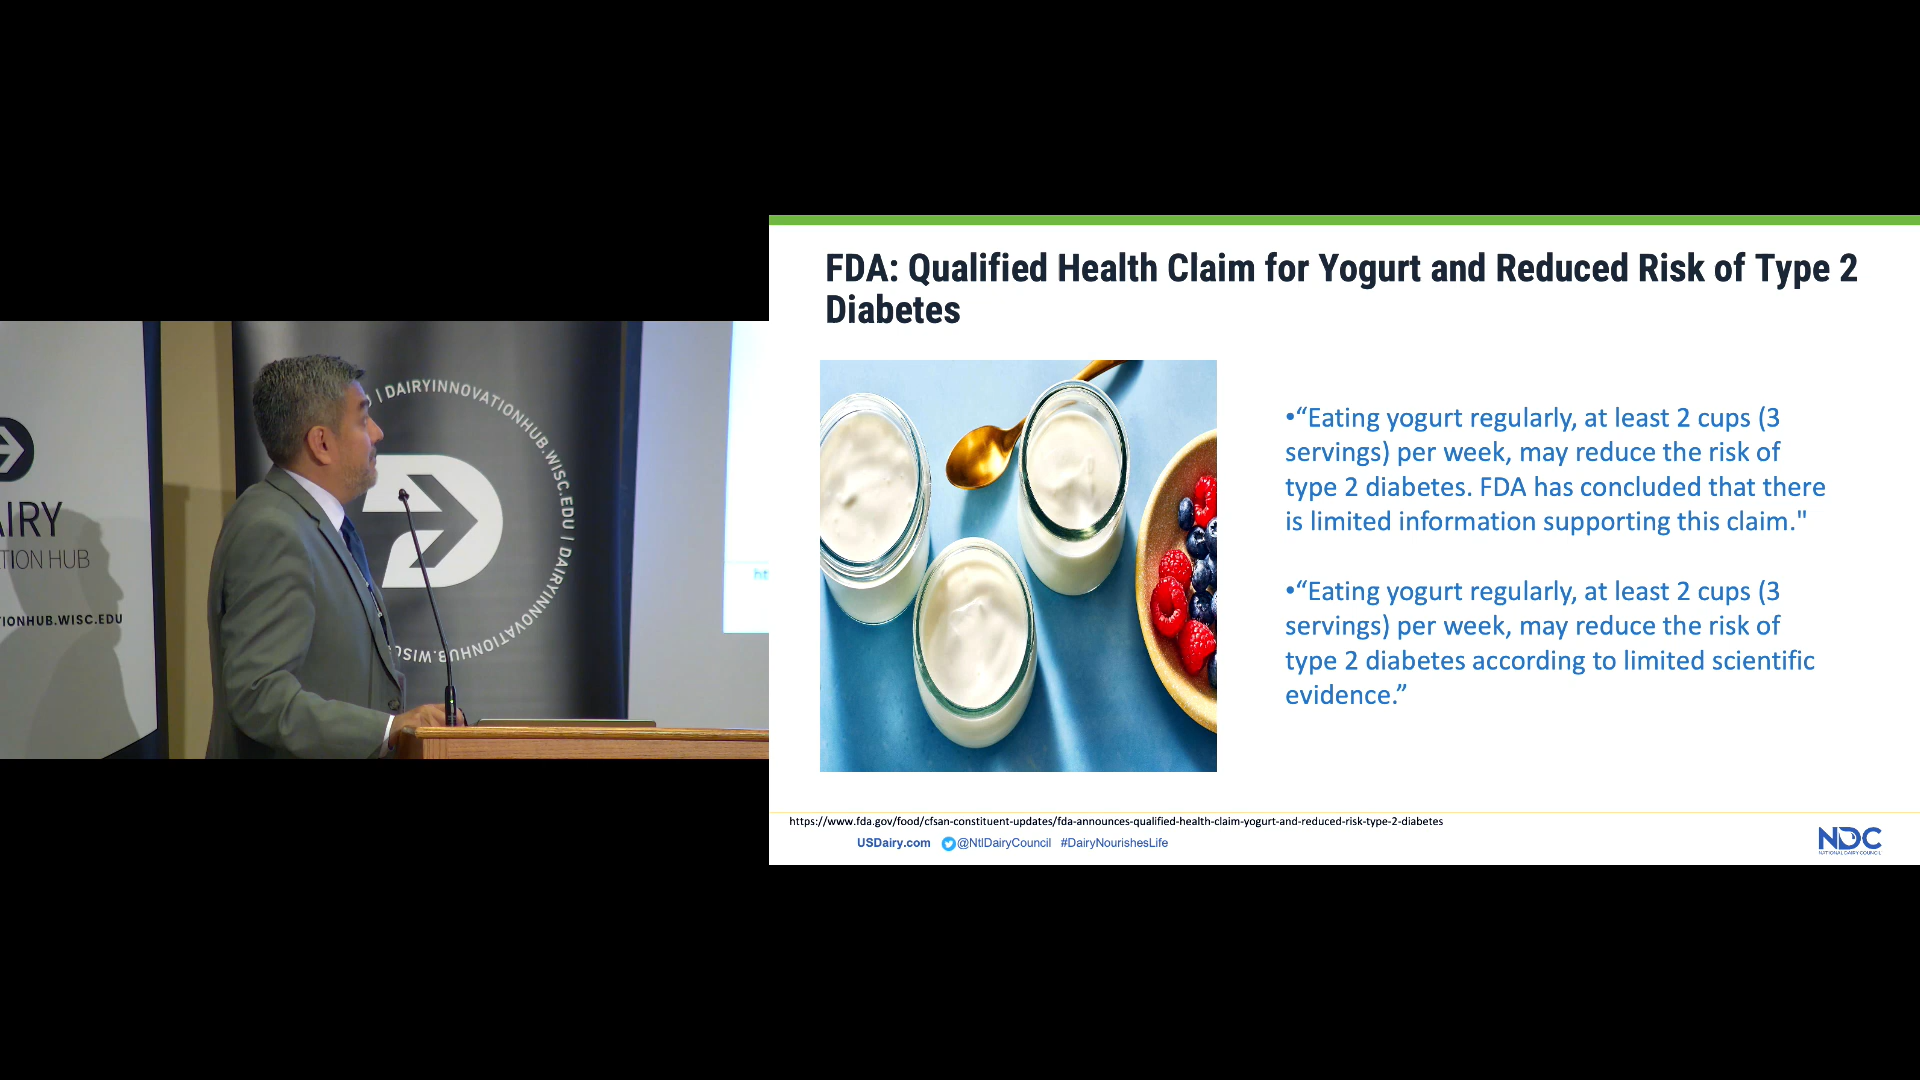 AIRY
TION HUB
IONHUB.WISC.EDU
| DAIRYINNOVATIONHUB.WISC.EDU | DAIRYINNOVATIONHUB.WISC
ht
FDA: Qualified Health Claim for Yogurt and Reduced Risk of Type 2
Diabetes
•“Eating yogurt regularly, at least 2 cups (3
servings) per week, may reduce the risk of
type 2 diabetes. FDA has concluded that there
is limited information supporting this claim."
•“Eating yogurt regularly, at least 2 cups (3
servings) per week, may reduce the risk of
type 2 diabetes according to limited scientific
evidence.”
https://www.fda.gov/food/cfsan-constituent-updates/fda-announces-qualified-health-claim-yogurt-and-reduced-risk-type-2-diabetes
USDairy.com @NtlDairyCouncil #DairyNourishesLife
NDC
NATIONAL DAIRY COUNCIL